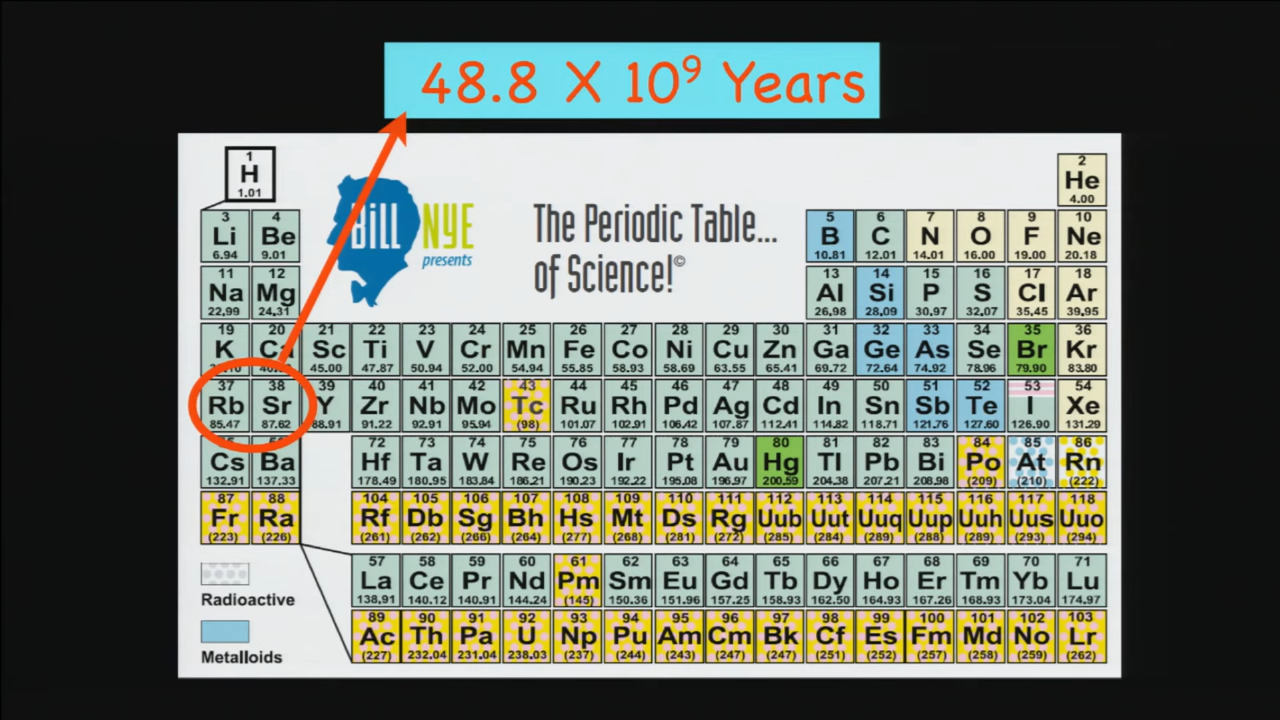 48.8 X 10⁹ Years
1 2
H He
1.01 4.00
BiLL NYE
presents
The Periodic Table...
of Science!©
3 4 5 6 7 8 9 10
Li Be B C N O F Ne
6.94 9.01 10.81 12.01 14.01 16.00 19.00 20.18
11 12 13 14 15 16 17 18
Na Mg Al Si P S Cl Ar
22.99 24.31 26.98 28.09 30.97 32.07 35.45 39.95
19 20 21 22 23 24 25 26 27 28 29 30 31 32 33 34 35 36
K Ca Sc Ti V Cr Mn Fe Co Ni Cu Zn Ga Ge As Se Br Kr
45.00 47.87 50.94 52.00 54.94 55.85 58.93 58.69 63.55 65.41 69.72 72.64 74.92 78.96 79.90 83.80
37 38 39 40 41 42 43 44 45 46 47 48 49 50 51 52 53 54
Rb Sr Y Zr Nb Mo Tc Ru Rh Pd Ag Cd In Sn Sb Te I Xe
85.47 87.62 88.91 91.22 92.91 95.94 (98) 101.07 102.91 106.42 107.87 112.41 114.82 118.71 121.76 127.60 126.90 131.29
72 73 74 75 76 77 78 79 80 81 82 83 84 85 86
Cs Ba Hf Ta W Re Os Ir Pt Au Hg Tl Pb Bi Po At Rn
132.91 137.33 178.49 180.95 183.84 186.21 190.23 192.22 195.08 196.97 200.59 204.38 207.21 208.98 (209) (210) (222)
87 88 104 105 106 107 108 109 110 111 112 113 114 115 116 117 118
Fr Ra Rf Db Sg Bh Hs Mt Ds Rg Uub Uut Uuq Uup Uuh Uus Uuo
(223) (226) (261) (262) (266) (264) (277) (268) (281) (272) (285) (284) (289) (288) (289) (293) (294)
57 58 59 60 61 62 63 64 65 66 67 68 69 70 71
La Ce Pr Nd Pm Sm Eu Gd Tb Dy Ho Er Tm Yb Lu
138.91 140.12 140.91 144.24 (145) 150.36 151.96 157.25 158.93 162.50 164.93 167.26 168.93 173.04 174.97
Radioactive
89 90 91 92 93 94 95 96 97 98 99 100 101 102 103
Ac Th Pa U Np Pu Am Cm Bk Cf Es Fm Md No Lr
(227) 232.04 231.04 238.03 (237) (244) (243) (247) (247) (251) (252) (257) (258) (259) (262)
Metalloids